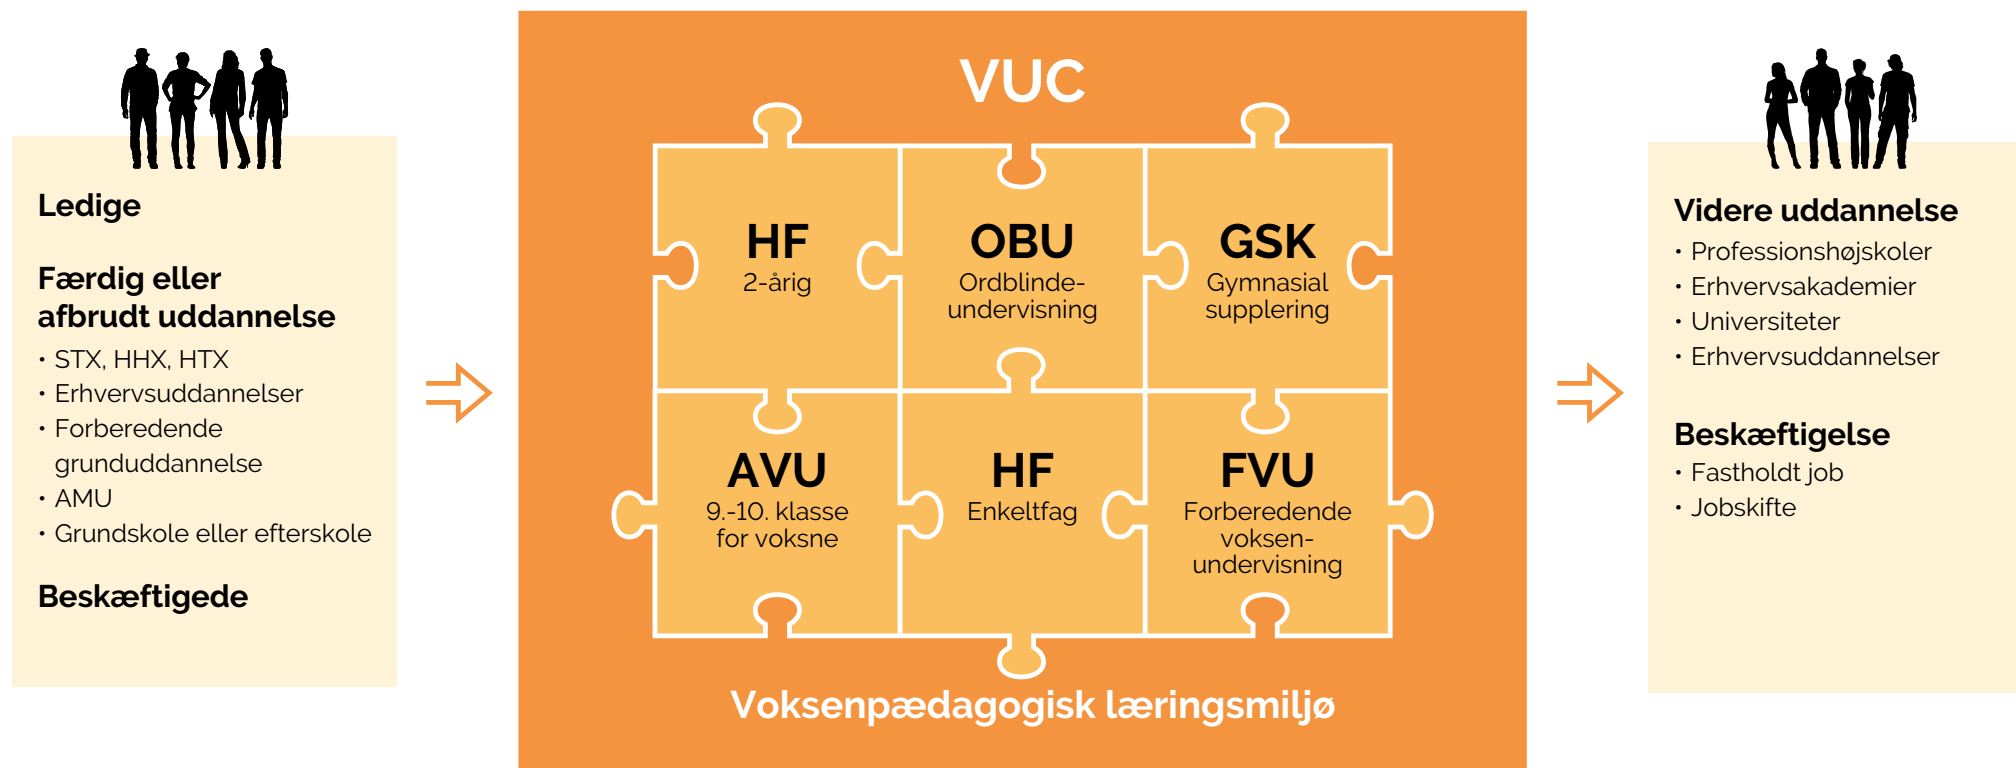 Ledige
Færdig eller
afbrudt uddannelse
• STX, HHX, HTX
• Erhvervsuddannelser
• Forberedende
grunduddannelse
• AMU
• Grundskole eller efterskole
Beskæftigede
VUC
HF
2-årig
OBU
Ordblinde-
undervisning
GSK
Gymnasial
supplering
AVU
9.-10. klasse
for voksne
HF
Enkeltfag
FVU
Forberedende
voksen-
undervisning
Voksenpædagogisk læringsmiljø
Videre uddannelse
• Professionshøjskoler
• Erhvervsakademier
• Universiteter
• Erhvervsuddannelser
Beskæftigelse
• Fastholdt job
• Jobskifte